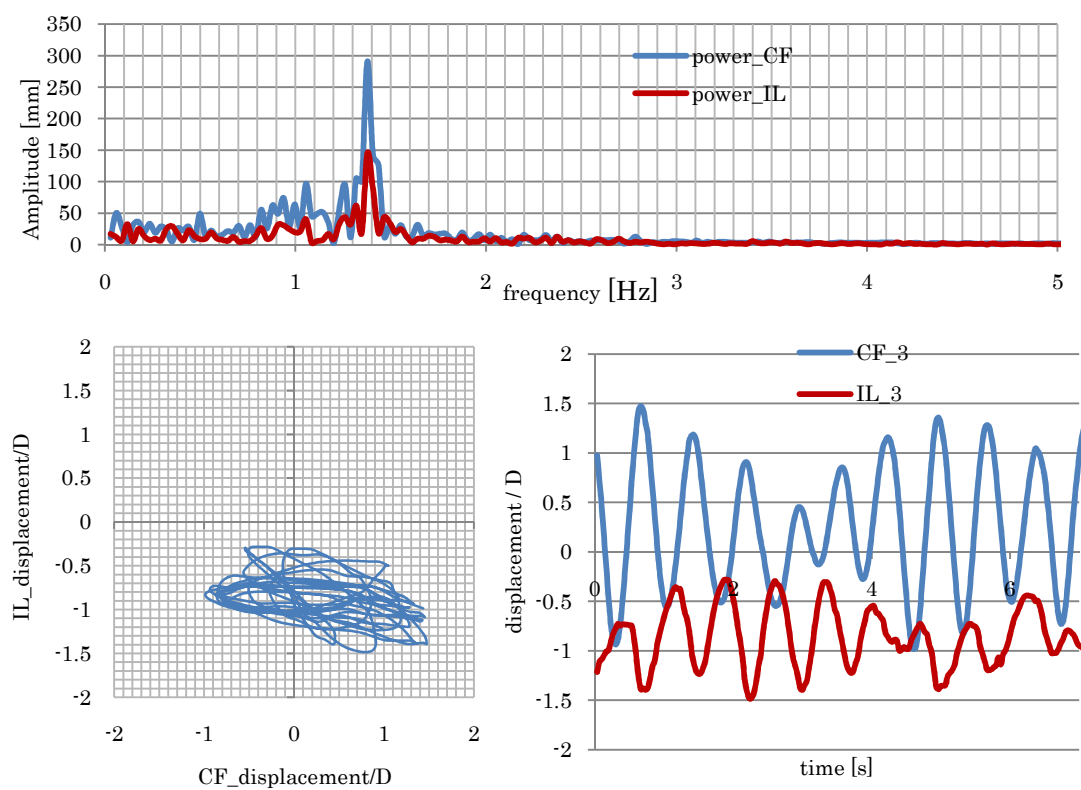 350
300
250
200
150
100
50
0
Amplitude [mm]
power_CF
power_IL
0 1 2 3 4 5
frequency [Hz]
2
1.5
1
0.5
0
-0.5
-1
-1.5
-2
IL_displacement/D
-2 -1 0 1 2
CF_displacement/D
2
1.5
1
0.5
0
-0.5
-1
-1.5
-2
displacement / D
CF_3
IL_3
0 2 4 6
time [s]